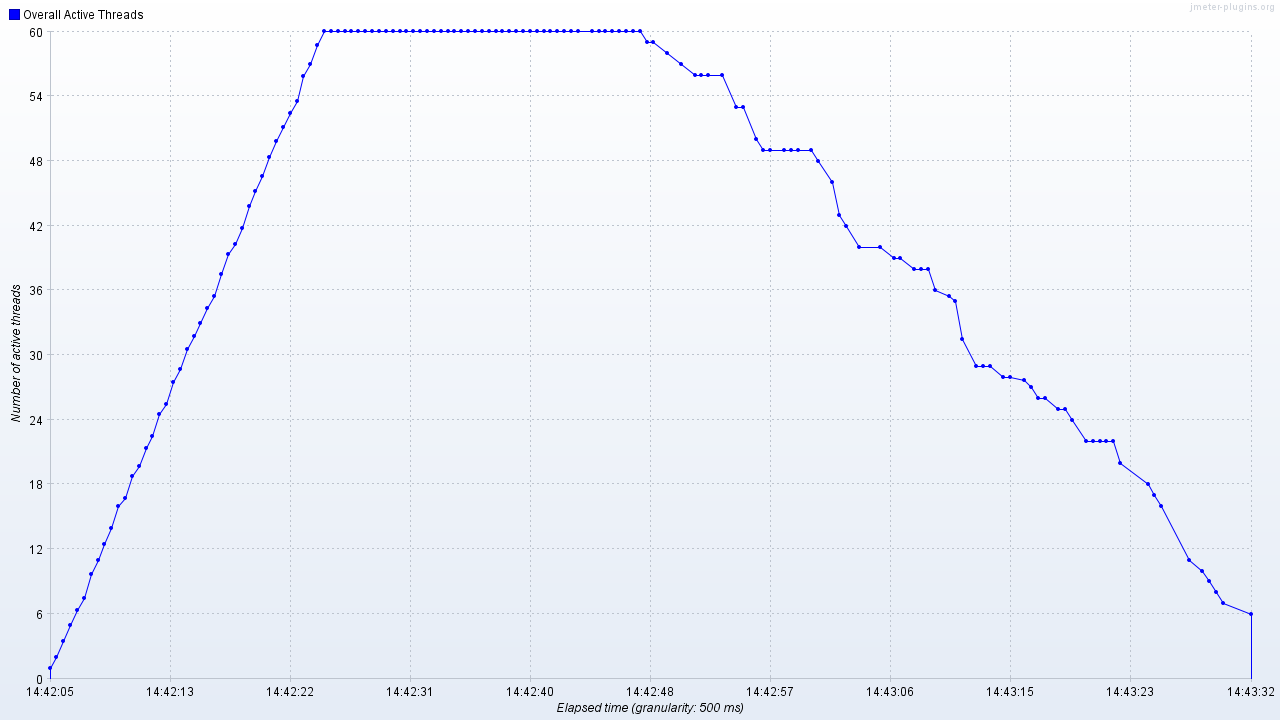 jmeter-plugins.org
Overall Active Threads
60
54
48
42
36
30
24
18
12
6
0
Number of active threads
14:42:05 14:42:13 14:42:22 14:42:31 14:42:40 14:42:48 14:42:57 14:43:06 14:43:15 14:43:23 14:43:32
Elapsed time (granularity: 500 ms)